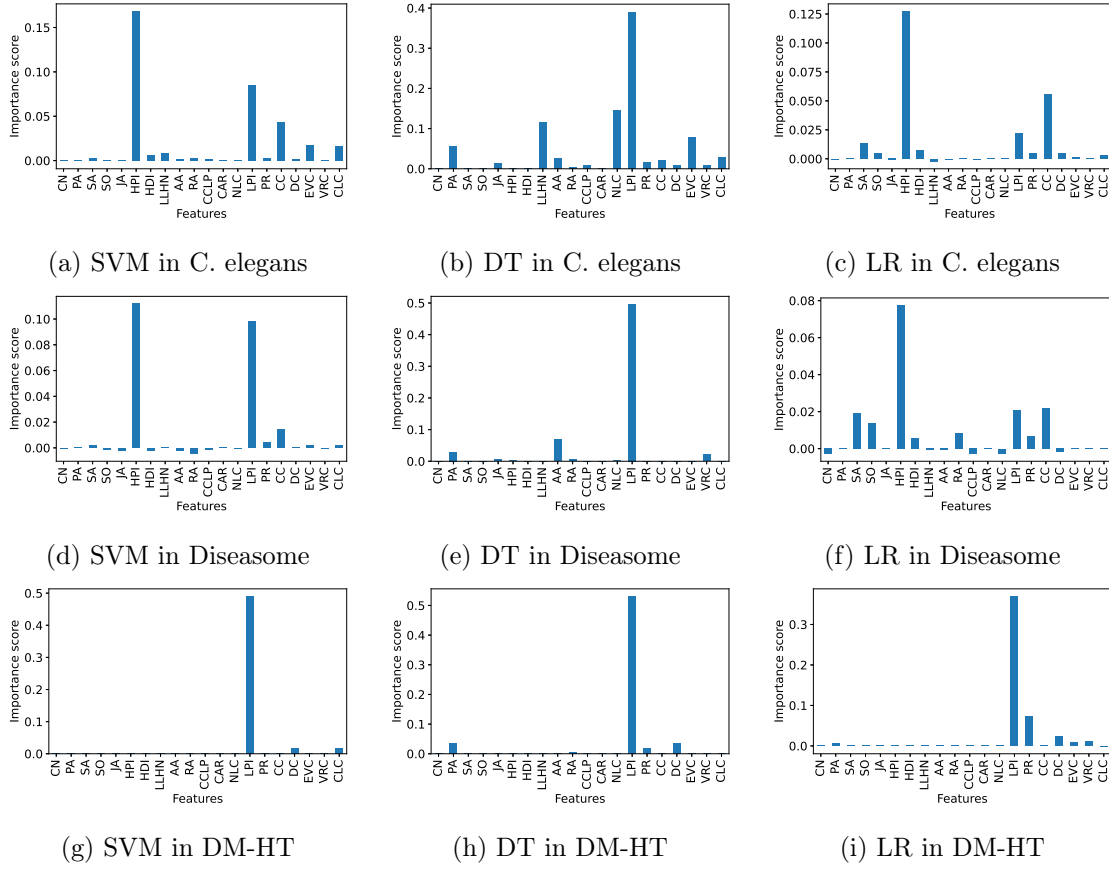 0.15
0.10
0.05
0.00
Importance score
CN PA SA SO JA HPI HDI LLHN AA RA CCLP CAR NLC LPI PR CC DC EVC VRC CLC
Features
(a) SVM in C. elegans
0.4
0.3
0.2
0.1
0.0
Importance score
CN PA SA SO JA HPI HDI LLHN AA RA CCLP CAR NLC LPI PR CC DC EVC VRC CLC
Features
(b) DT in C. elegans
0.125
0.100
0.075
0.050
0.025
0.000
Importance score
CN PA SA SO JA HPI HDI LLHN AA RA CCLP CAR NLC LPI PR CC DC EVC VRC CLC
Features
(c) LR in C. elegans
0.10
0.08
0.06
0.04
0.02
0.00
Importance score
CN PA SA SO JA HPI HDI LLHN AA RA CCLP CAR NLC LPI PR CC DC EVC VRC CLC
Features
(d) SVM in Diseasome
0.5
0.4
0.3
0.2
0.1
0.0
Importance score
CN PA SA SO JA HPI HDI LLHN AA RA CCLP CAR NLC LPI PR CC DC EVC VRC CLC
Features
(e) DT in Diseasome
0.08
0.06
0.04
0.02
0.00
Importance score
CN PA SA SO JA HPI HDI LLHN AA RA CCLP CAR NLC LPI PR CC DC EVC VRC CLC
Features
(f) LR in Diseasome
0.5
0.4
0.3
0.2
0.1
0.0
Importance score
CN PA SA SO JA HPI HDI LLHN AA RA CCLP CAR NLC LPI PR CC DC EVC VRC CLC
Features
(g) SVM in DM-HT
0.5
0.4
0.3
0.2
0.1
0.0
Importance score
CN PA SA SO JA HPI HDI LLHN AA RA CCLP CAR NLC LPI PR CC DC EVC VRC CLC
Features
(h) DT in DM-HT
0.3
0.2
0.1
0.0
Importance score
CN PA SA SO JA HPI HDI LLHN AA RA CCLP CAR NLC LPI PR CC DC EVC VRC CLC
Features
(i) LR in DM-HT